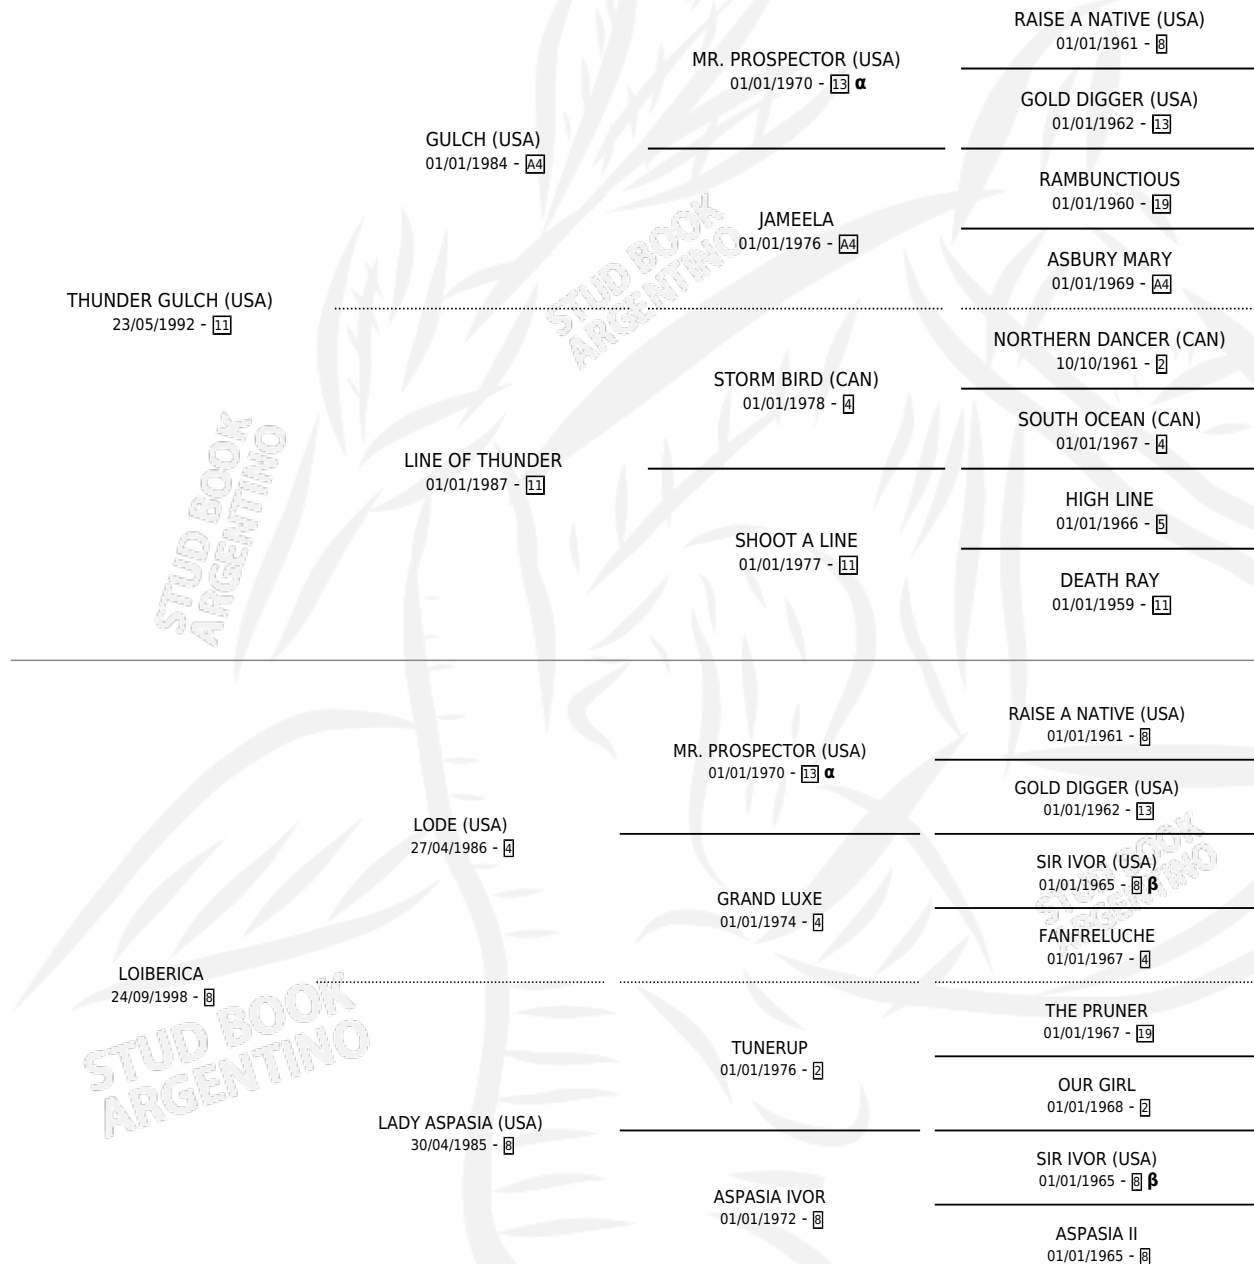 RAISE A NATIVE (USA)
01/01/1961 - 8
MR. PROSPECTOR (USA)
01/01/1970 - 13 α
GOLD DIGGER (USA)
01/01/1962 - 13
GULCH (USA)
01/01/1984 - A4
RAMBUNCTIOUS
01/01/1960 - 19
JAMEELA
01/01/1976 - A4
ASBURY MARY
01/01/1969 - A4
THUNDER GULCH (USA)
23/05/1992 - 11
NORTHERN DANCER (CAN)
10/10/1961 - 2
STORM BIRD (CAN)
01/01/1978 - 4
SOUTH OCEAN (CAN)
01/01/1967 - 4
LINE OF THUNDER
01/01/1987 - 11
HIGH LINE
01/01/1966 - 5
SHOOT A LINE
01/01/1977 - 11
DEATH RAY
01/01/1959 - 11
RAISE A NATIVE (USA)
01/01/1961 - 8
MR. PROSPECTOR (USA)
01/01/1970 - 13 α
GOLD DIGGER (USA)
01/01/1962 - 13
LODE (USA)
27/04/1986 - 4
SIR IVOR (USA)
01/01/1965 - 8 β
GRAND LUXE
01/01/1974 - 4
FANFRELUCHE
01/01/1967 - 4
LOIBERICA
24/09/1998 - 8
THE PRUNER
01/01/1967 - 19
TUNERUP
01/01/1976 - 2
OUR GIRL
01/01/1968 - 2
LADY ASPASIA (USA)
30/04/1985 - 8
SIR IVOR (USA)
01/01/1965 - 8 β
ASPASIA IVOR
01/01/1972 - 8
ASPASIA II
01/01/1965 - 8
STUD BOOK
ARGENTINO
STUD BOOK
ARGENTINO
STUD BOOK
ARGENTINO
STUD BOOK
ARGENTINO